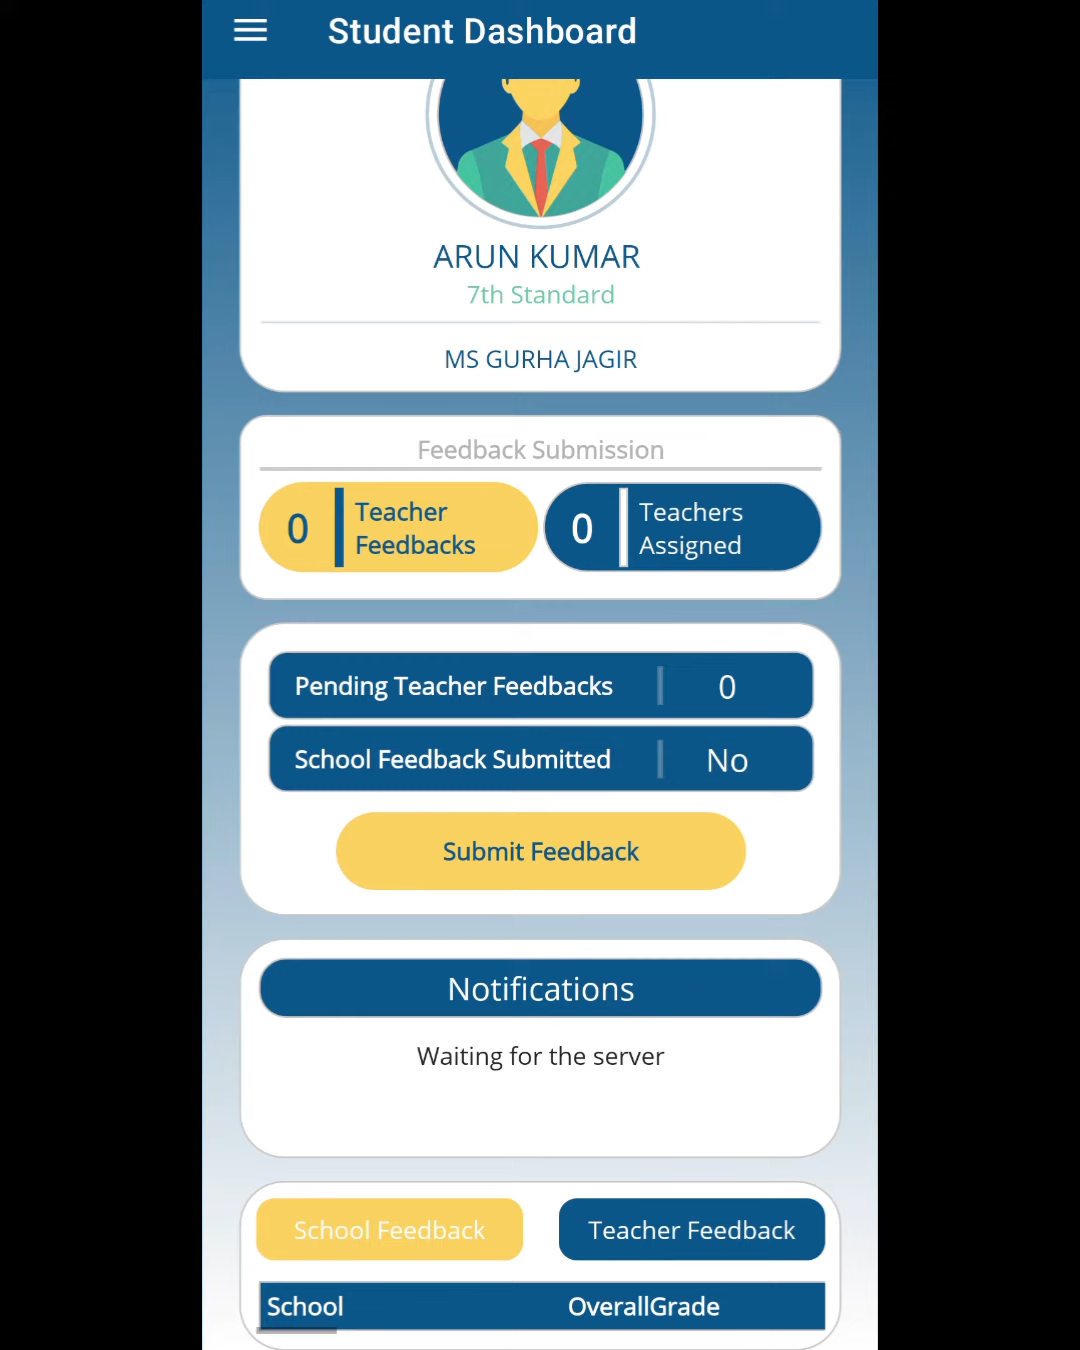 Student Dashboard
ARUN KUMAR
7th Standard
MS GURHA JAGIR
Feedback Submission
0
Teacher
Feedbacks
0
Teachers
Assigned
Pending Teacher Feedbacks 0
School Feedback Submitted No
Submit Feedback
Notifications
Waiting for the server
School Feedback Teacher Feedback
School OverallGrade